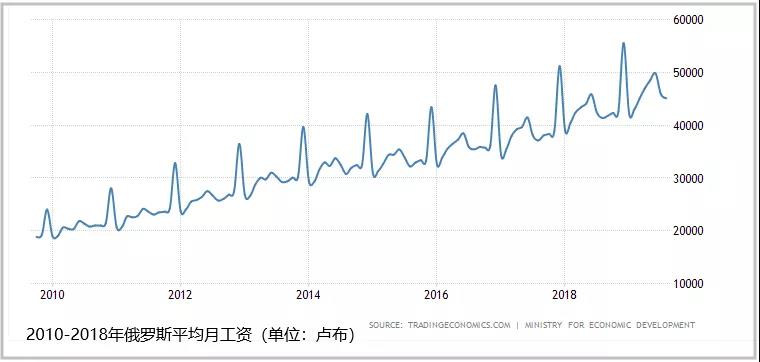 60000
50000
40000
30000
20000
10000
2010 2012 2014 2016 2018
2010-2018年俄罗斯平均月工资（单位：卢布）
SOURCE: TRADINGECONOMICS.COM | MINISTRY FOR ECONOMIC DEVELOPMENT